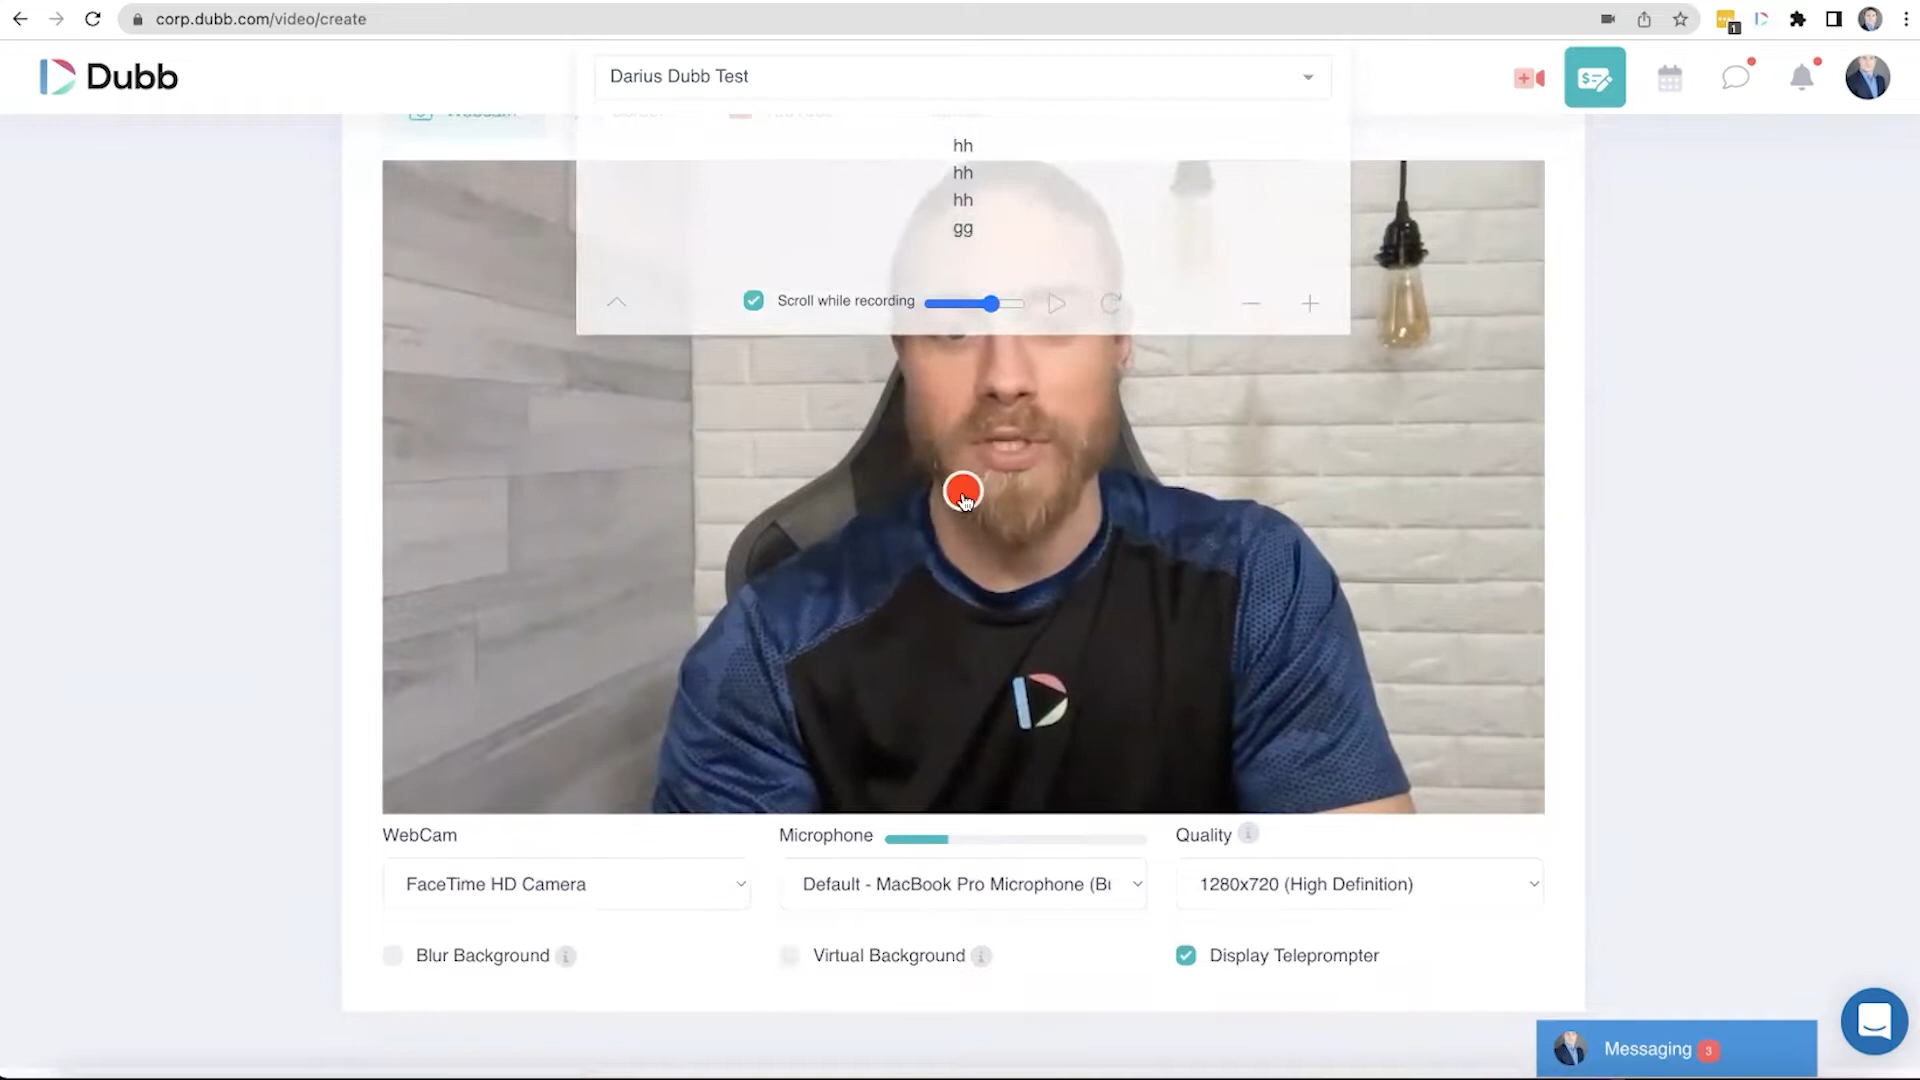 corp.dubb.com/video/create
1
Dubb
Darius Dubb Test
Webcam
hh
hh
hh
gg
Scroll while recording
WebCam
Microphone
Quality
FaceTime HD Camera
Default - MacBook Pro Microphone (Bu
1280x720 (High Definition)
Blur Background
Virtual Background
Display Teleprompter
Messaging 3